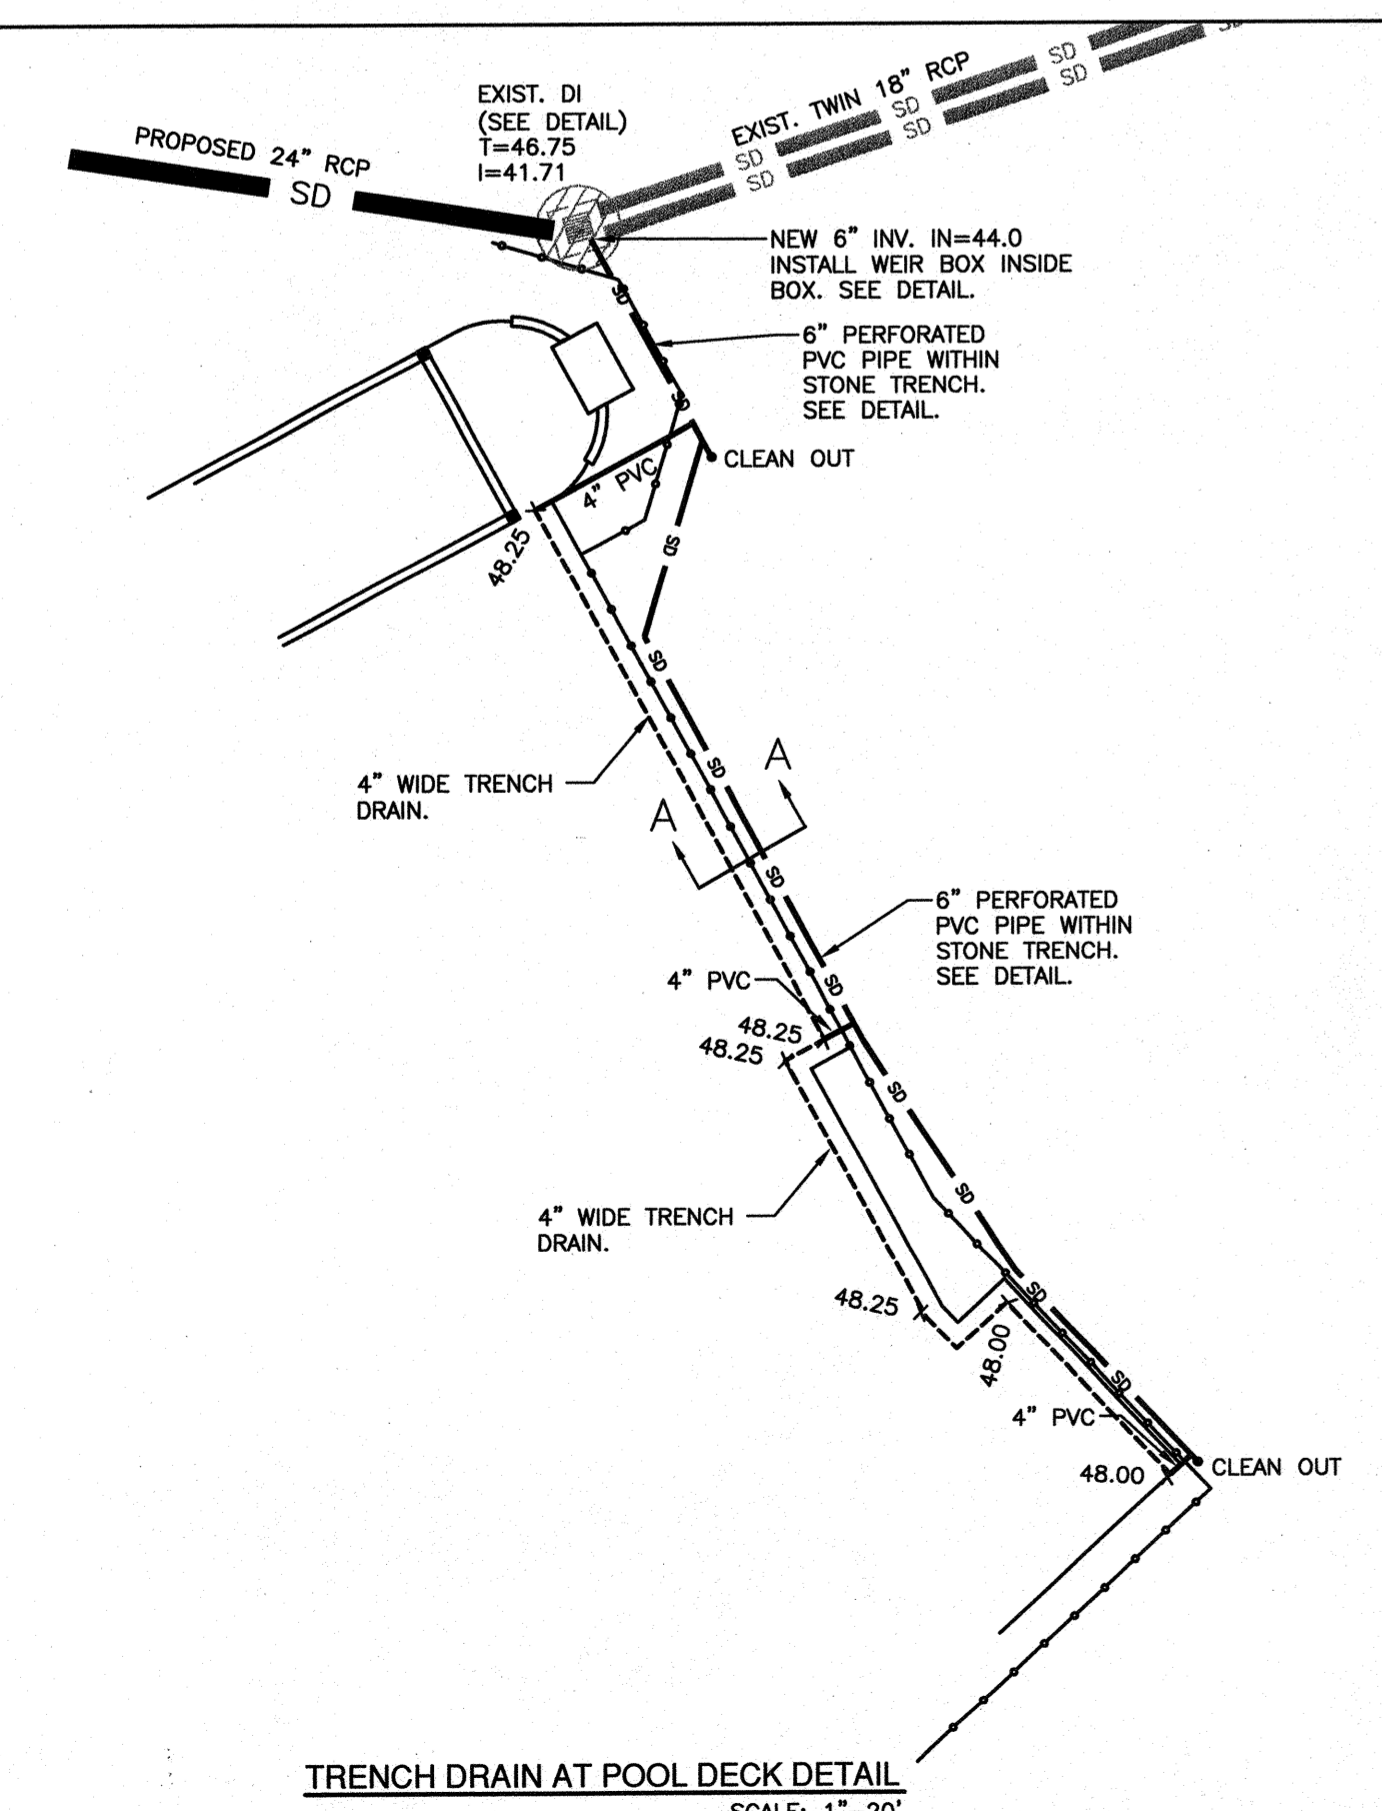 EXIST. DI
(SEE DETAIL)
T=46.75
I=41.71
PROPOSED 24" RCP
SD
EXIST. TWIN 18" RCP
SD
SD
SD
SD
SD
SD
SD
NEW 6" INV. IN=44.0
INSTALL WEIR BOX INSIDE
BOX. SEE DETAIL.
SD
6" PERFORATED
PVC PIPE WITHIN
STONE TRENCH.
SEE DETAIL.
SD
CLEAN OUT
4" PVC
48.25
SD
SD
4" WIDE TRENCH
DRAIN.
SD
A
A
SD
6" PERFORATED
PVC PIPE WITHIN
STONE TRENCH.
SEE DETAIL.
4" PVC
SD
48.25
48.25
SD
SD
4" WIDE TRENCH
DRAIN.
48.25
SD
48.00
SD
4" PVC
48.00
CLEAN OUT
TRENCH DRAIN AT POOL DECK DETAIL
SCALE: 1"=20'